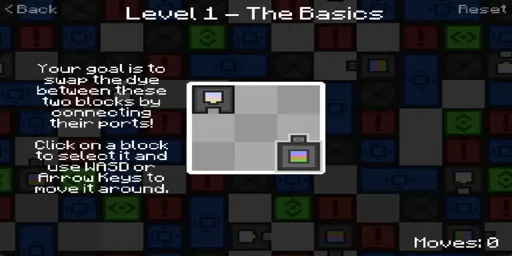 <Back
Level 1 – The Basics
Reset
Your goal is to
swap the dye
between these
two blocks by
connecting
their ports!
Click on a block
to select it and
use WASD or
Arrow Keys to
move it around.
Moves: 0